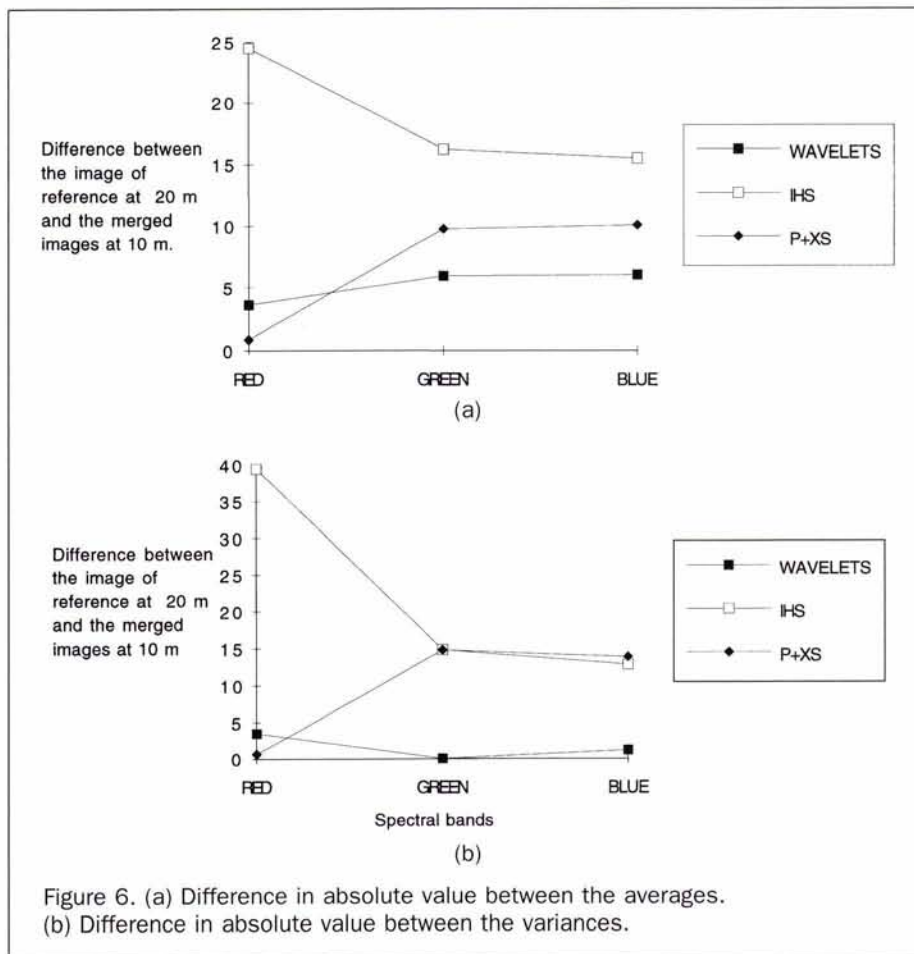 25
20
15
10
5
0
Difference between
the image of
reference at 20 m
and the merged
images at 10 m.
RED GREEN BLUE
WAVELETS
IHS
P+XS
(a)
40
35
30
25
20
15
10
5
0
Difference between
the image of
reference at 20 m
and the merged
images at 10 m
RED GREEN BLUE
Spectral bands
WAVELETS
IHS
P+XS
(b)
Figure 6. (a) Difference in absolute value between the averages.
(b) Difference in absolute value between the variances.